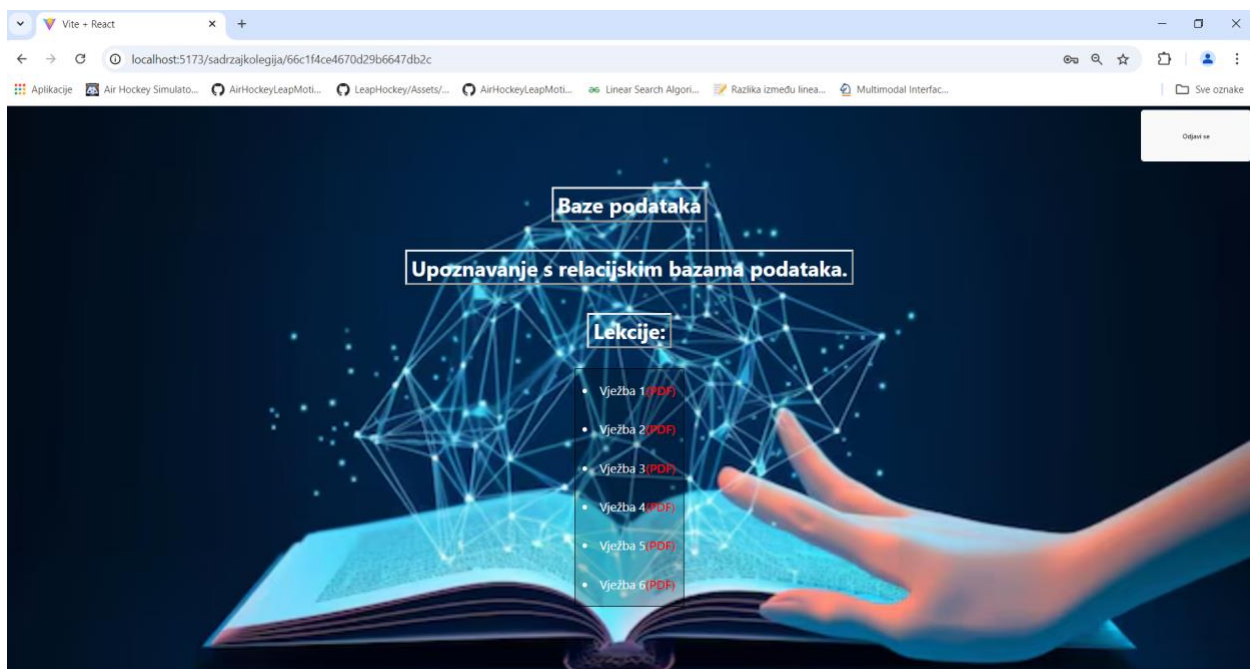 Vite + React
localhost:5173/sadrzajkolegija/66c1f4ce4670d29b6647db2c
Aplikacije Air Hockey Simulato... AirHockeyLeapMoti... LeapHockey/Assets/... AirHockeyLeapMoti... Linear Search Algori... Razlika između linea... Multimodal Interfac... Sve oznake
Odjavi se
Baze podataka
Upoznavanje s relacijskim bazama podataka.
Lekcije:
• Vježba 1(PDF)
• Vježba 2(PDF)
• Vježba 3(PDF)
• Vježba 4(PDF)
• Vježba 5(PDF)
• Vježba 6(PDF)